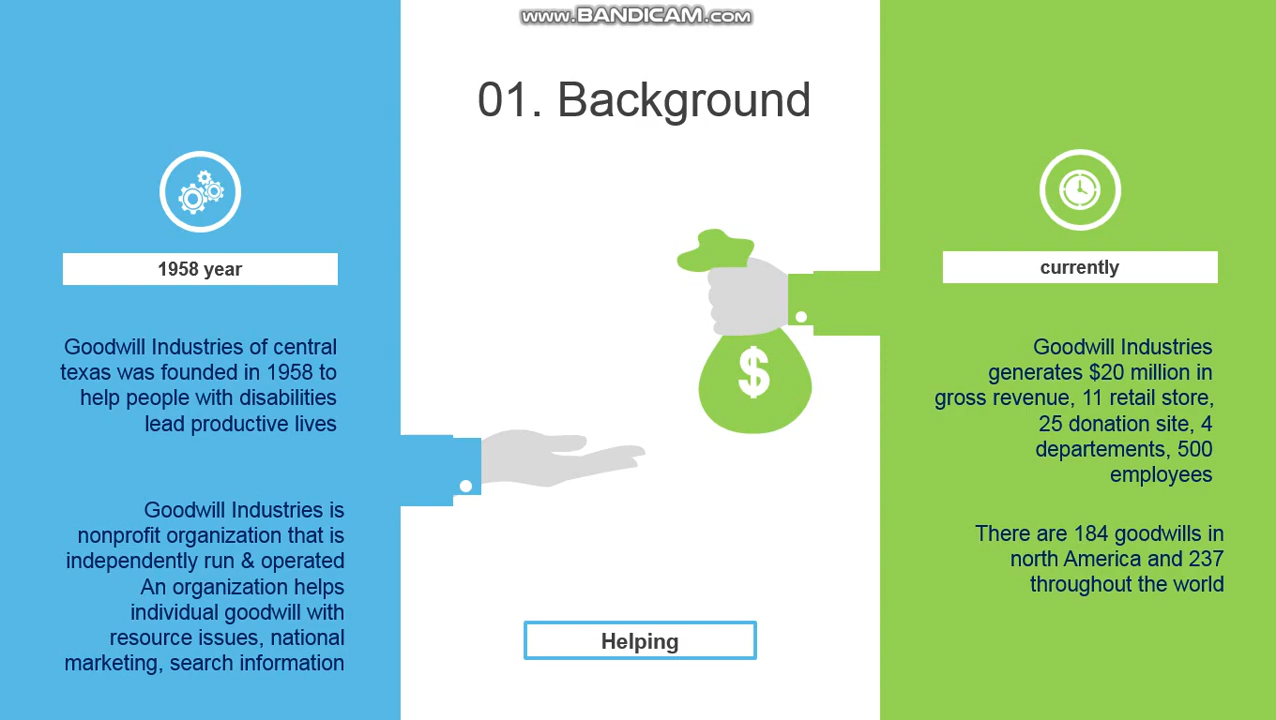 www.BANDICAM.com
01. Background
1958 year
Goodwill Industries of central
texas was founded in 1958 to
help people with disabilities
lead productive lives
Goodwill Industries is
nonprofit organization that is
independently run & operated
An organization helps
individual goodwill with
resource issues, national
marketing, search information
$
Helping
currently
Goodwill Industries
generates $20 million in
gross revenue, 11 retail store,
25 donation site, 4
departements, 500
employees
There are 184 goodwills in
north America and 237
throughout the world